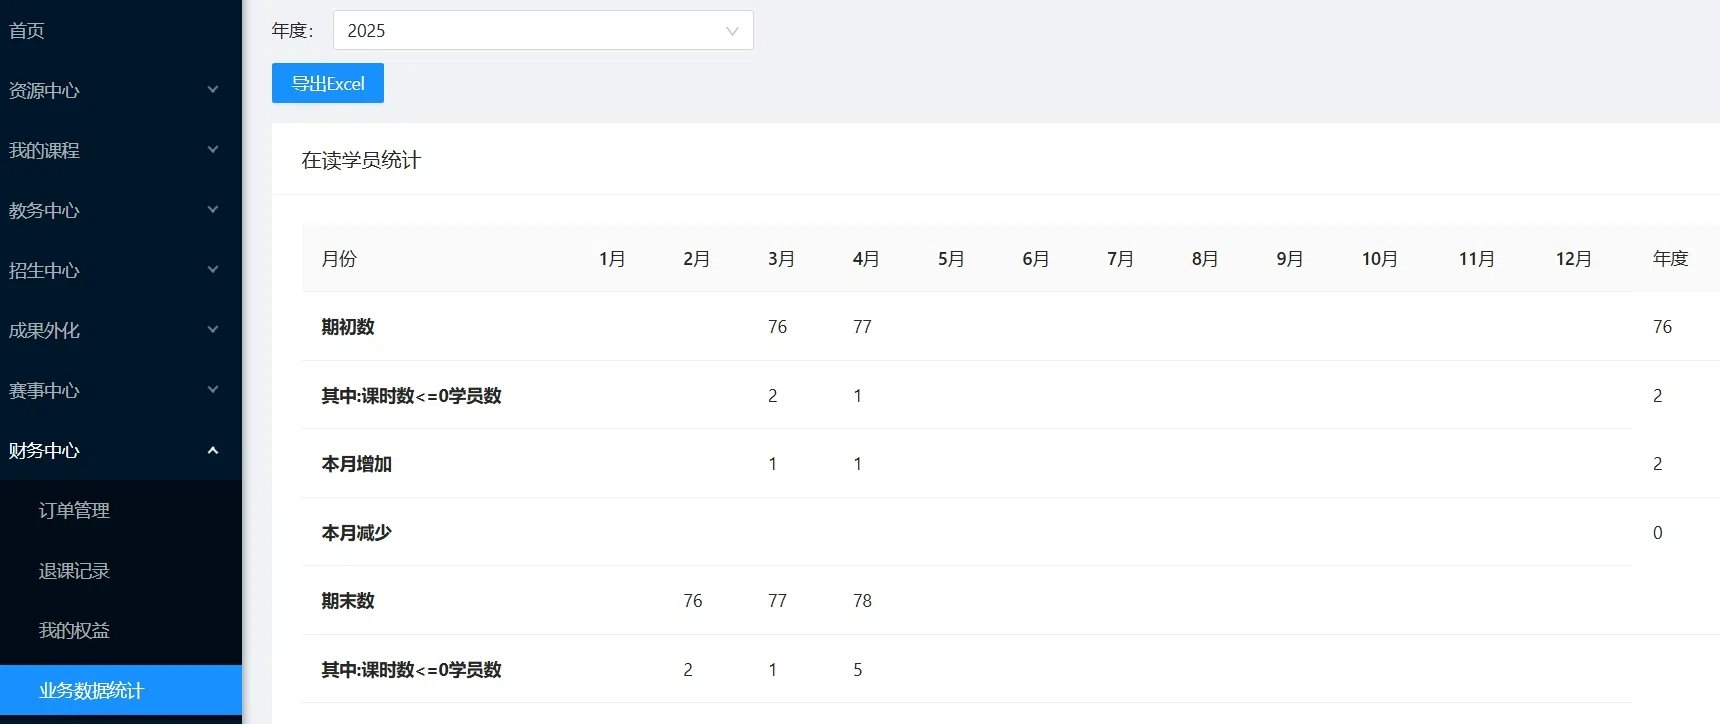 首页
资源中心
我的课程
教务中心
招生中心
成果外化
赛事中心
财务中心
订单管理
退课记录
我的权益
业务数据统计
年度: 2025
导出Excel
在读学员统计
月份 1月 2月 3月 4月 5月 6月 7月 8月 9月 10月 11月 12月 年度
期初数 76 77 76
其中:课时数<=0学员数 2 1 2
本月增加 1 1 2
本月减少 0
期末数 76 77 78
其中:课时数<=0学员数 2 1 5